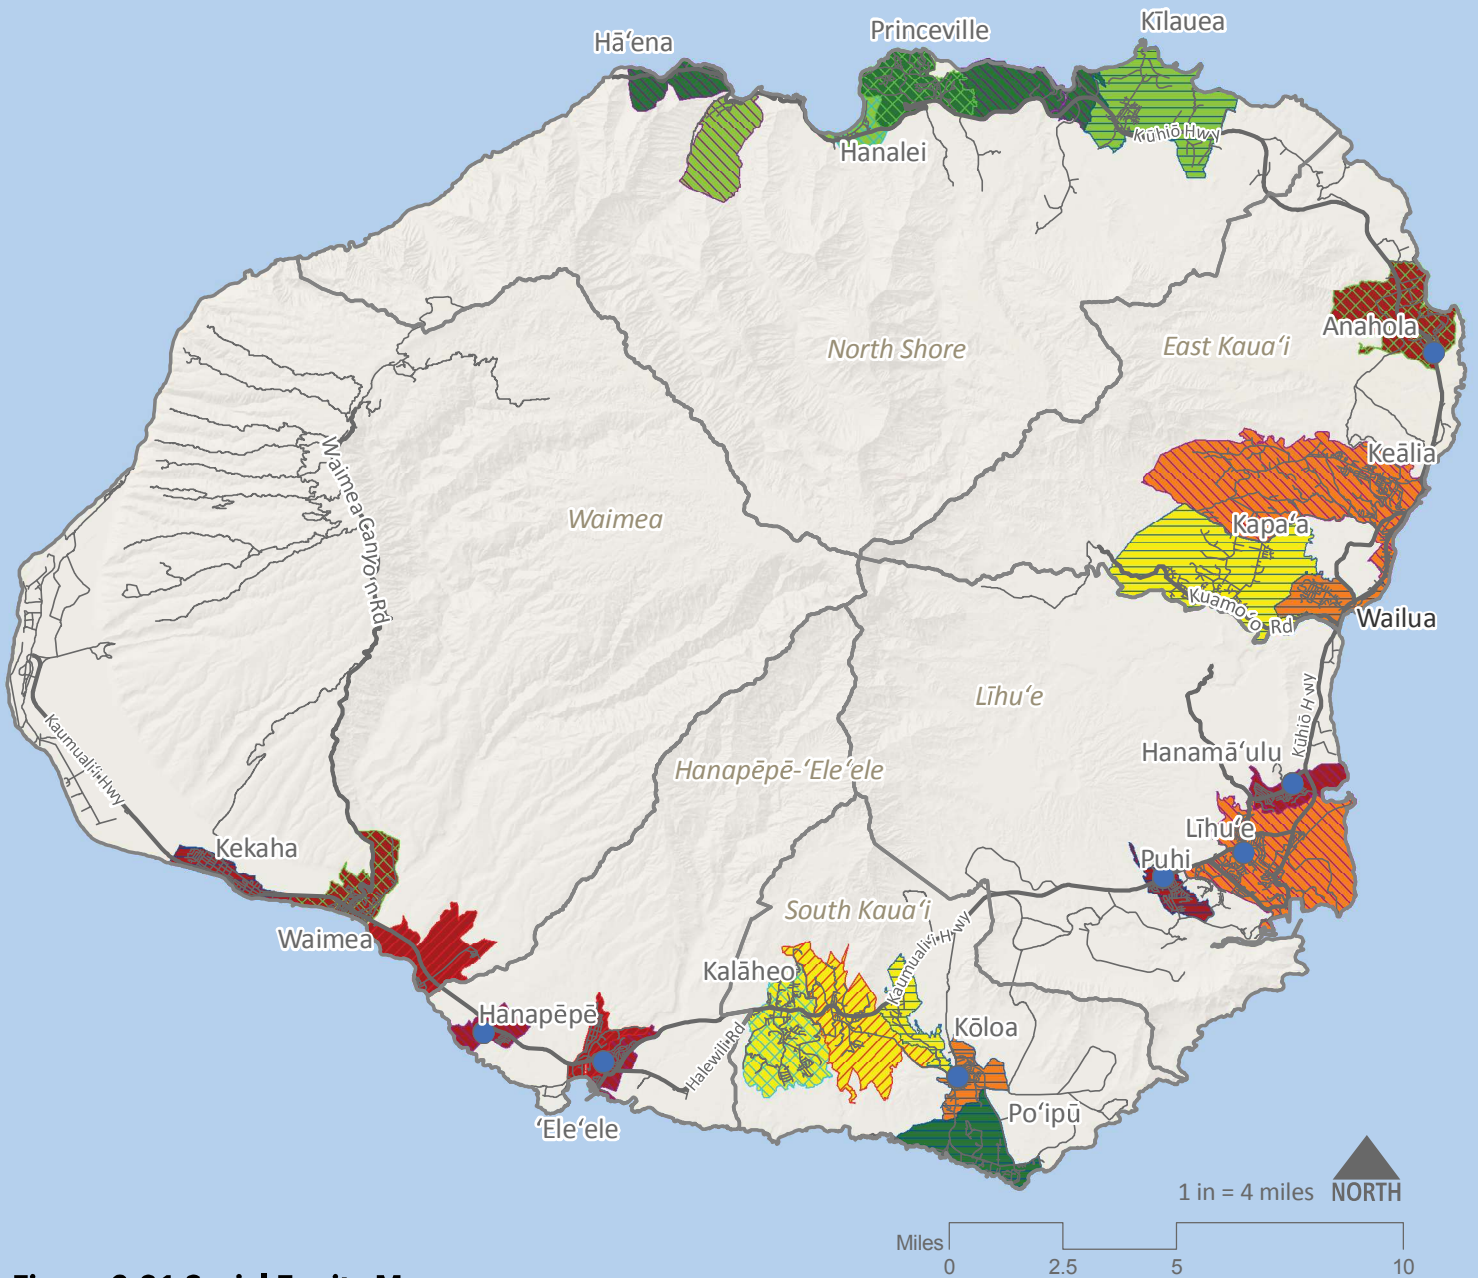 Kīlauea
Princeville
Hāʻena
Kūhiō Hwy
Hanalei
Anahola
North Shore
East Kauaʻi
Keālia
Waimea Canyon Rd
Waimea
Kapaʻa
Kuamoʻo Rd
Wailua
Līhuʻe
Kūhiō Hwy
Hanamāʻulu
Kaumualiʻi Hwy
Hanapēpē-ʻEleʻele
Līhuʻe
Kekaha
Puhi
South Kauaʻi
Waimea
Kaumualiʻi Hwy
Kalāheo
Hanapēpē
Kōloa
Halewili Rd
Poʻipū
ʻEleʻele
1 in = 4 miles
NORTH
Miles
0 2.5 5 10